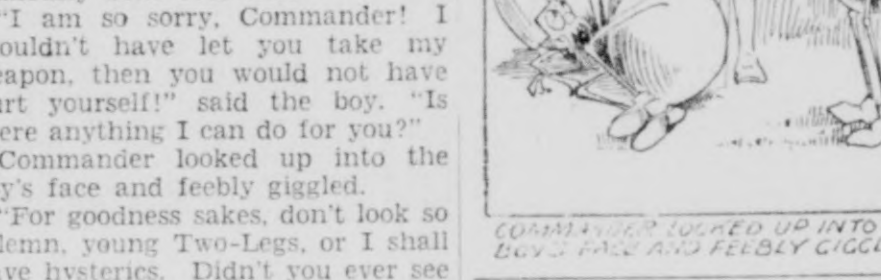 "I am so sorry, Commander! I
ouldn't have let you take my
eapon, then you would not have
urt yourself!" said the boy. "Is
ere anything I can do for you?"
Commander looked up into the
y's face and feebly giggled.
"For goodness sakes, don't look so
lemn, young Two-Legs, or I shall
ave hysterics. Didn't you ever see
COMMANDER LOOKED UP INTO
BOY'S FACE AND FEEBLY GIGGL